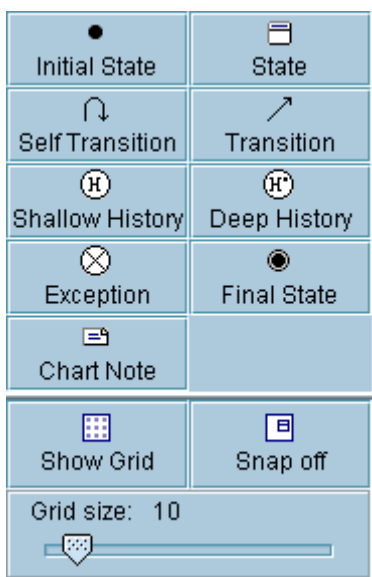 Initial State
State
Self Transition
Transition
H
Shallow History
H*
Deep History
Exception
Final State
Chart Note
Show Grid
Snap off
Grid size: 10